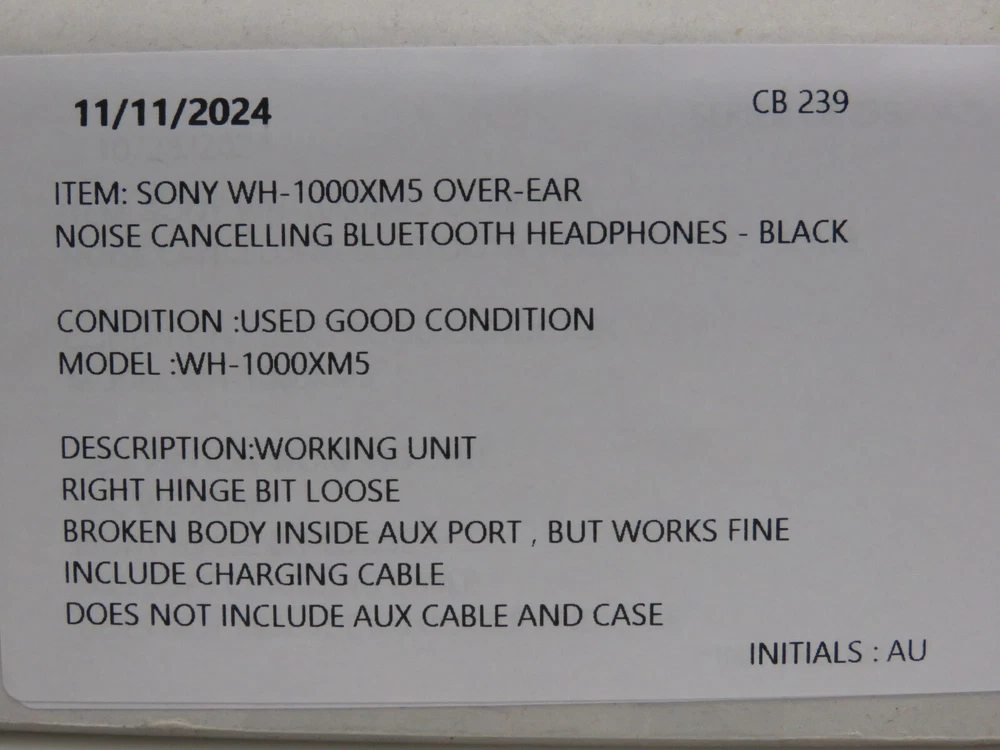 11/11/2024
CB 239
ITEM: SONY WH-1000XM5 OVER-EAR
NOISE CANCELLING BLUETOOTH HEADPHONES - BLACK
CONDITION :USED GOOD CONDITION
MODEL :WH-1000XM5
DESCRIPTION:WORKING UNIT
RIGHT HINGE BIT LOOSE
BROKEN BODY INSIDE AUX PORT , BUT WORKS FINE
INCLUDE CHARGING CABLE
DOES NOT INCLUDE AUX CABLE AND CASE
INITIALS : AU